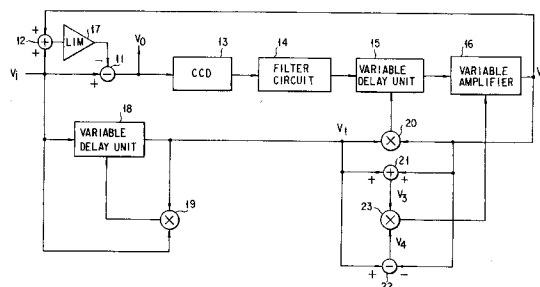 17
12
+
+
LIM
−
11
V0
13
14
15
16
Vi
+
−
CCD
FILTER
CIRCUIT
VARIABLE
DELAY UNIT
VARIABLE
AMPLIFIER
V
18
VARIABLE
DELAY UNIT
V1
×
20
21
+
+
+
×
19
V3
23
×
V4
+
−
−
22